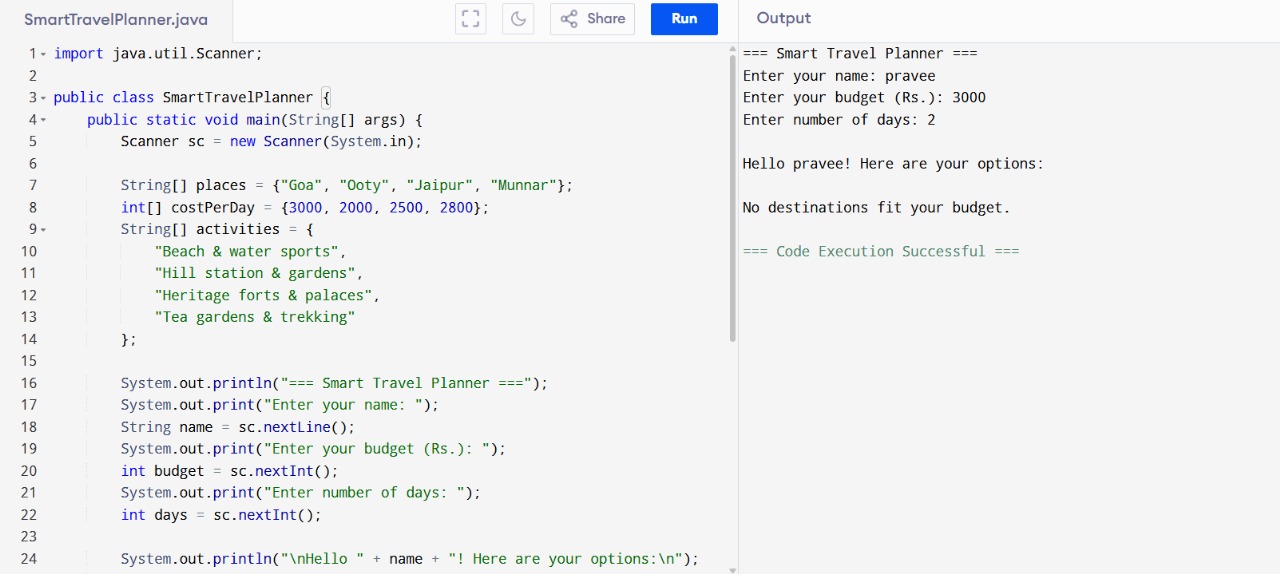 SmartTravelPlanner.java
Share
Run
Output
1 import java.util.Scanner;
2
3 public class SmartTravelPlanner {
4     public static void main(String[] args) {
5         Scanner sc = new Scanner(System.in);
6
7         String[] places = {"Goa", "Ooty", "Jaipur", "Munnar"};
8         int[] costPerDay = {3000, 2000, 2500, 2800};
9         String[] activities = {
10             "Beach & water sports",
11             "Hill station & gardens",
12             "Heritage forts & palaces",
13             "Tea gardens & trekking"
14         };
15
16         System.out.println("=== Smart Travel Planner ===");
17         System.out.print("Enter your name: ");
18         String name = sc.nextLine();
19         System.out.print("Enter your budget (Rs.): ");
20         int budget = sc.nextInt();
21         System.out.print("Enter number of days: ");
22         int days = sc.nextInt();
23
24         System.out.println("\nHello " + name + "! Here are your options:\n");
=== Smart Travel Planner ===
Enter your name: pravee
Enter your budget (Rs.): 3000
Enter number of days: 2
Hello pravee! Here are your options:
No destinations fit your budget.
=== Code Execution Successful ===